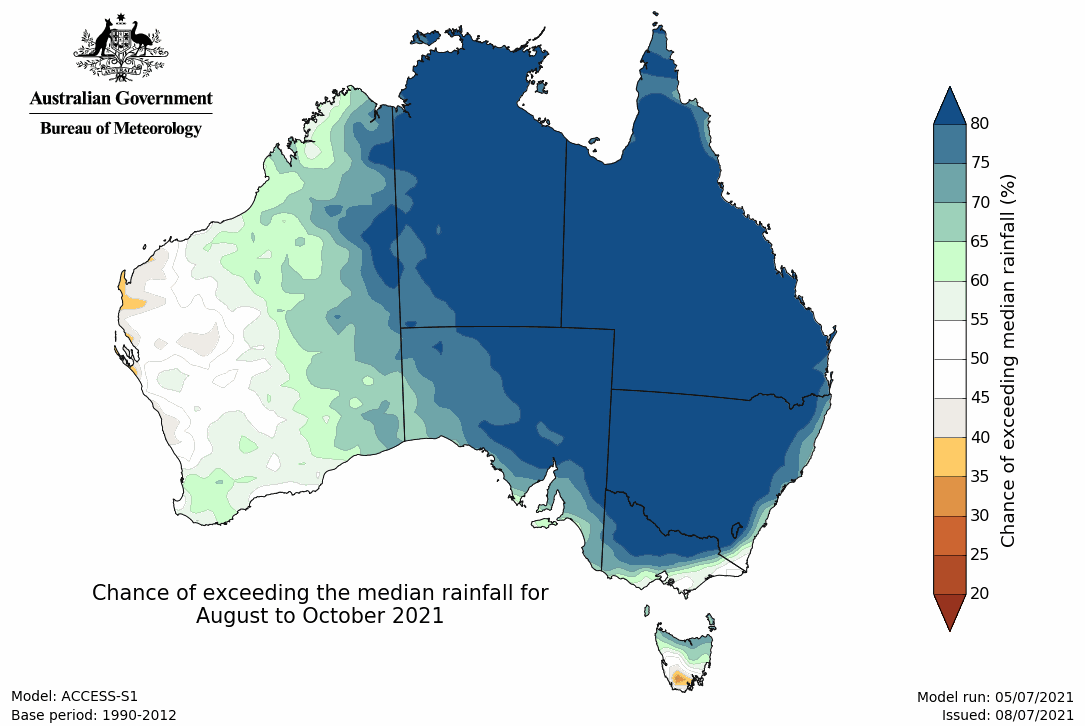 Australian Government
Bureau of Meteorology
80
75
70
65
60
55
50
45
40
35
30
25
20
Chance of exceeding median rainfall (%)
Chance of exceeding the median rainfall for
August to October 2021
Model: ACCESS-S1
Base period: 1990-2012
Model run: 05/07/2021
Issued: 08/07/2021